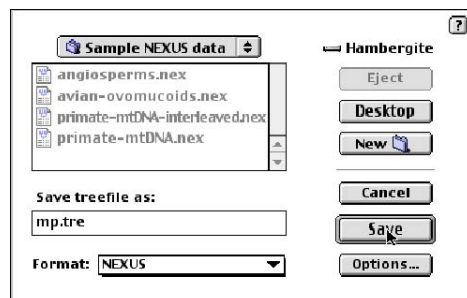 ?
Sample NEXUS data
Hambergite
angiosperms.nex
avian-ovomucoids.nex
primate-mtDNA-interleaved.nex
primate-mtDNA.nex
Eject
Desktop
New
Save treefile as:
mp.tre
Cancel
Save
Format: NEXUS
Options...